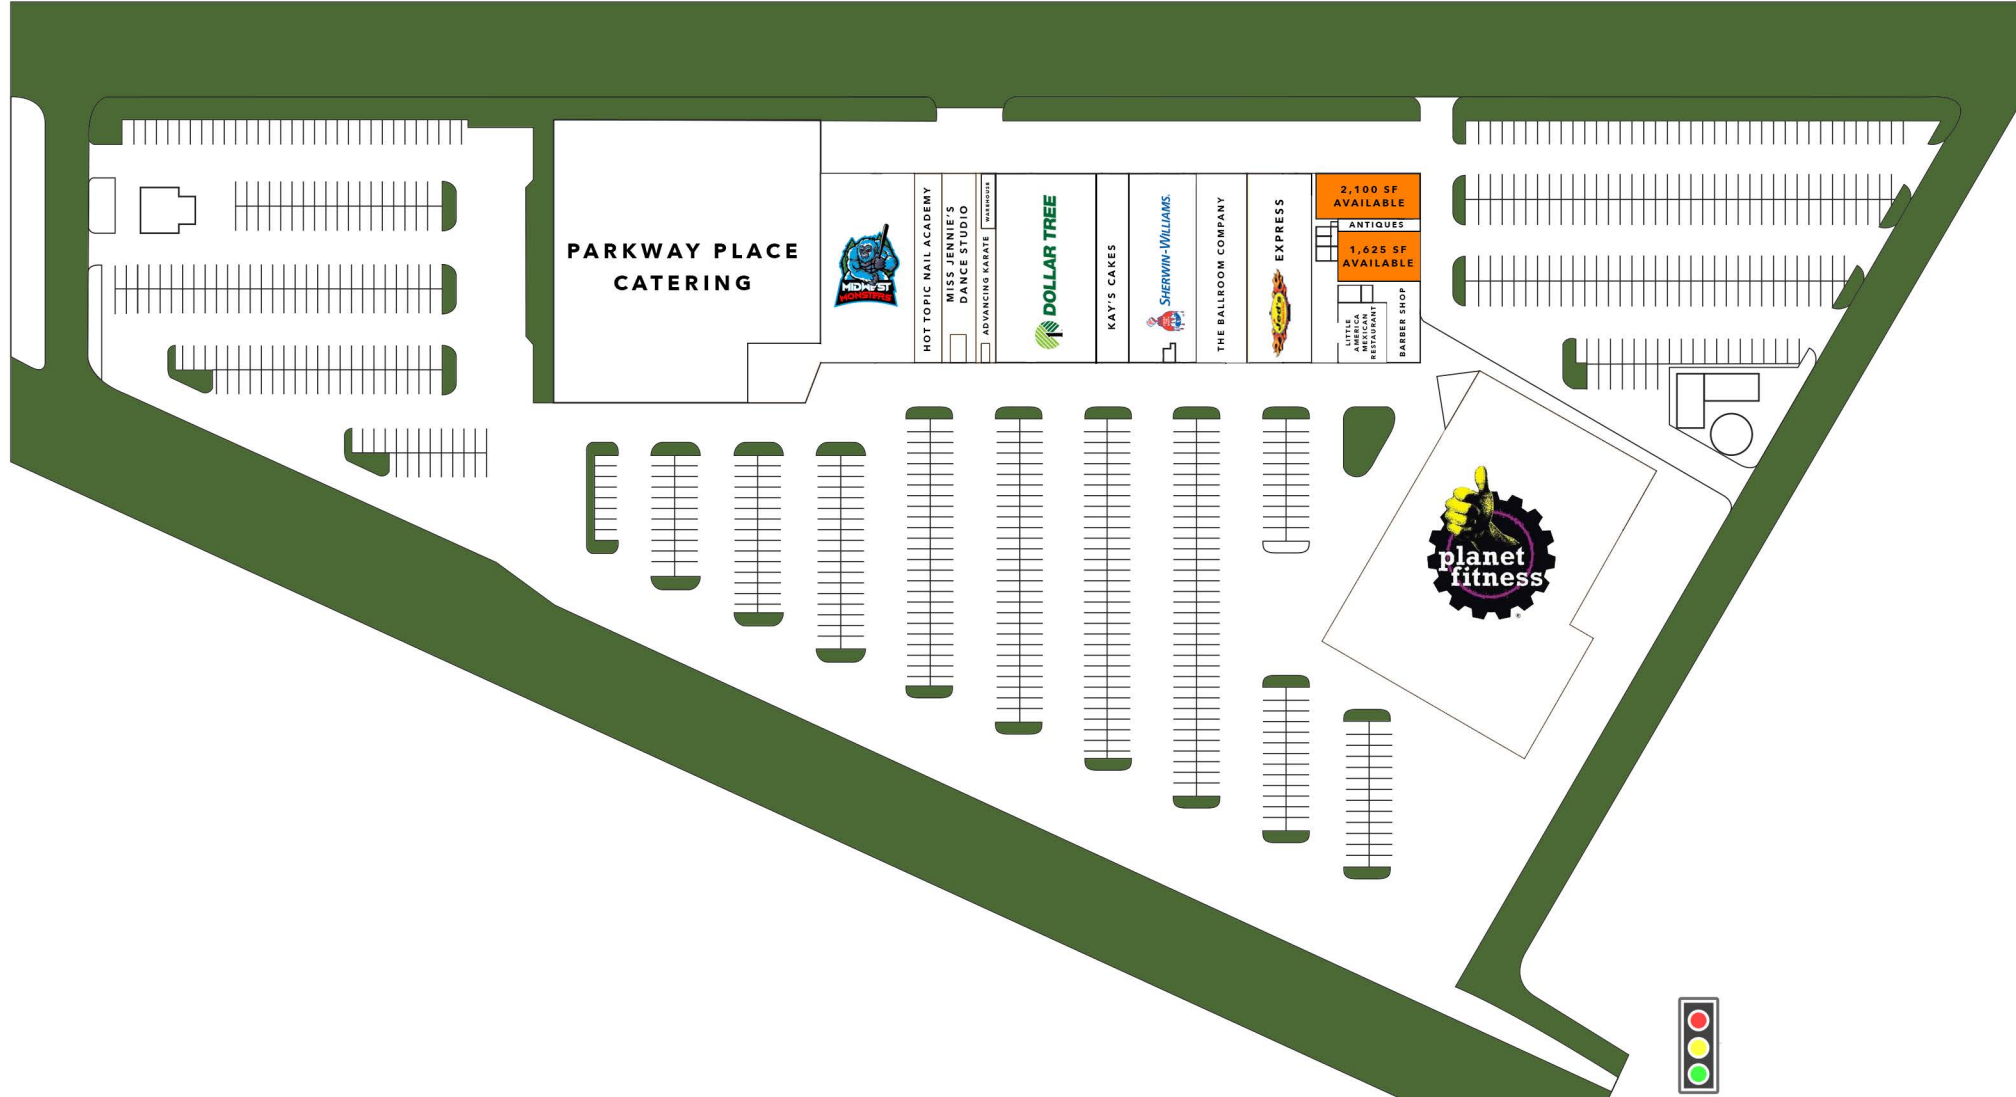 PARKWAY PLACE
CATERING
MIDWEST
MONSTERS
HOT TOPIC NAIL ACADEMY
MISS JENNIE'S
DANCE STUDIO
ADVANCING KARATE
WAREHOUSE
DOLLAR TREE
KAY'S CAKES
SHERWIN-WILLIAMS.
THE BALLROOM COMPANY
Jed's
EXPRESS
2,100 SF
AVAILABLE
ANTIQUES
1,625 SF
AVAILABLE
LITTLE
AMERICA
MEXICAN
RESTAURANT
BARBER SHOP
planet
fitness
®